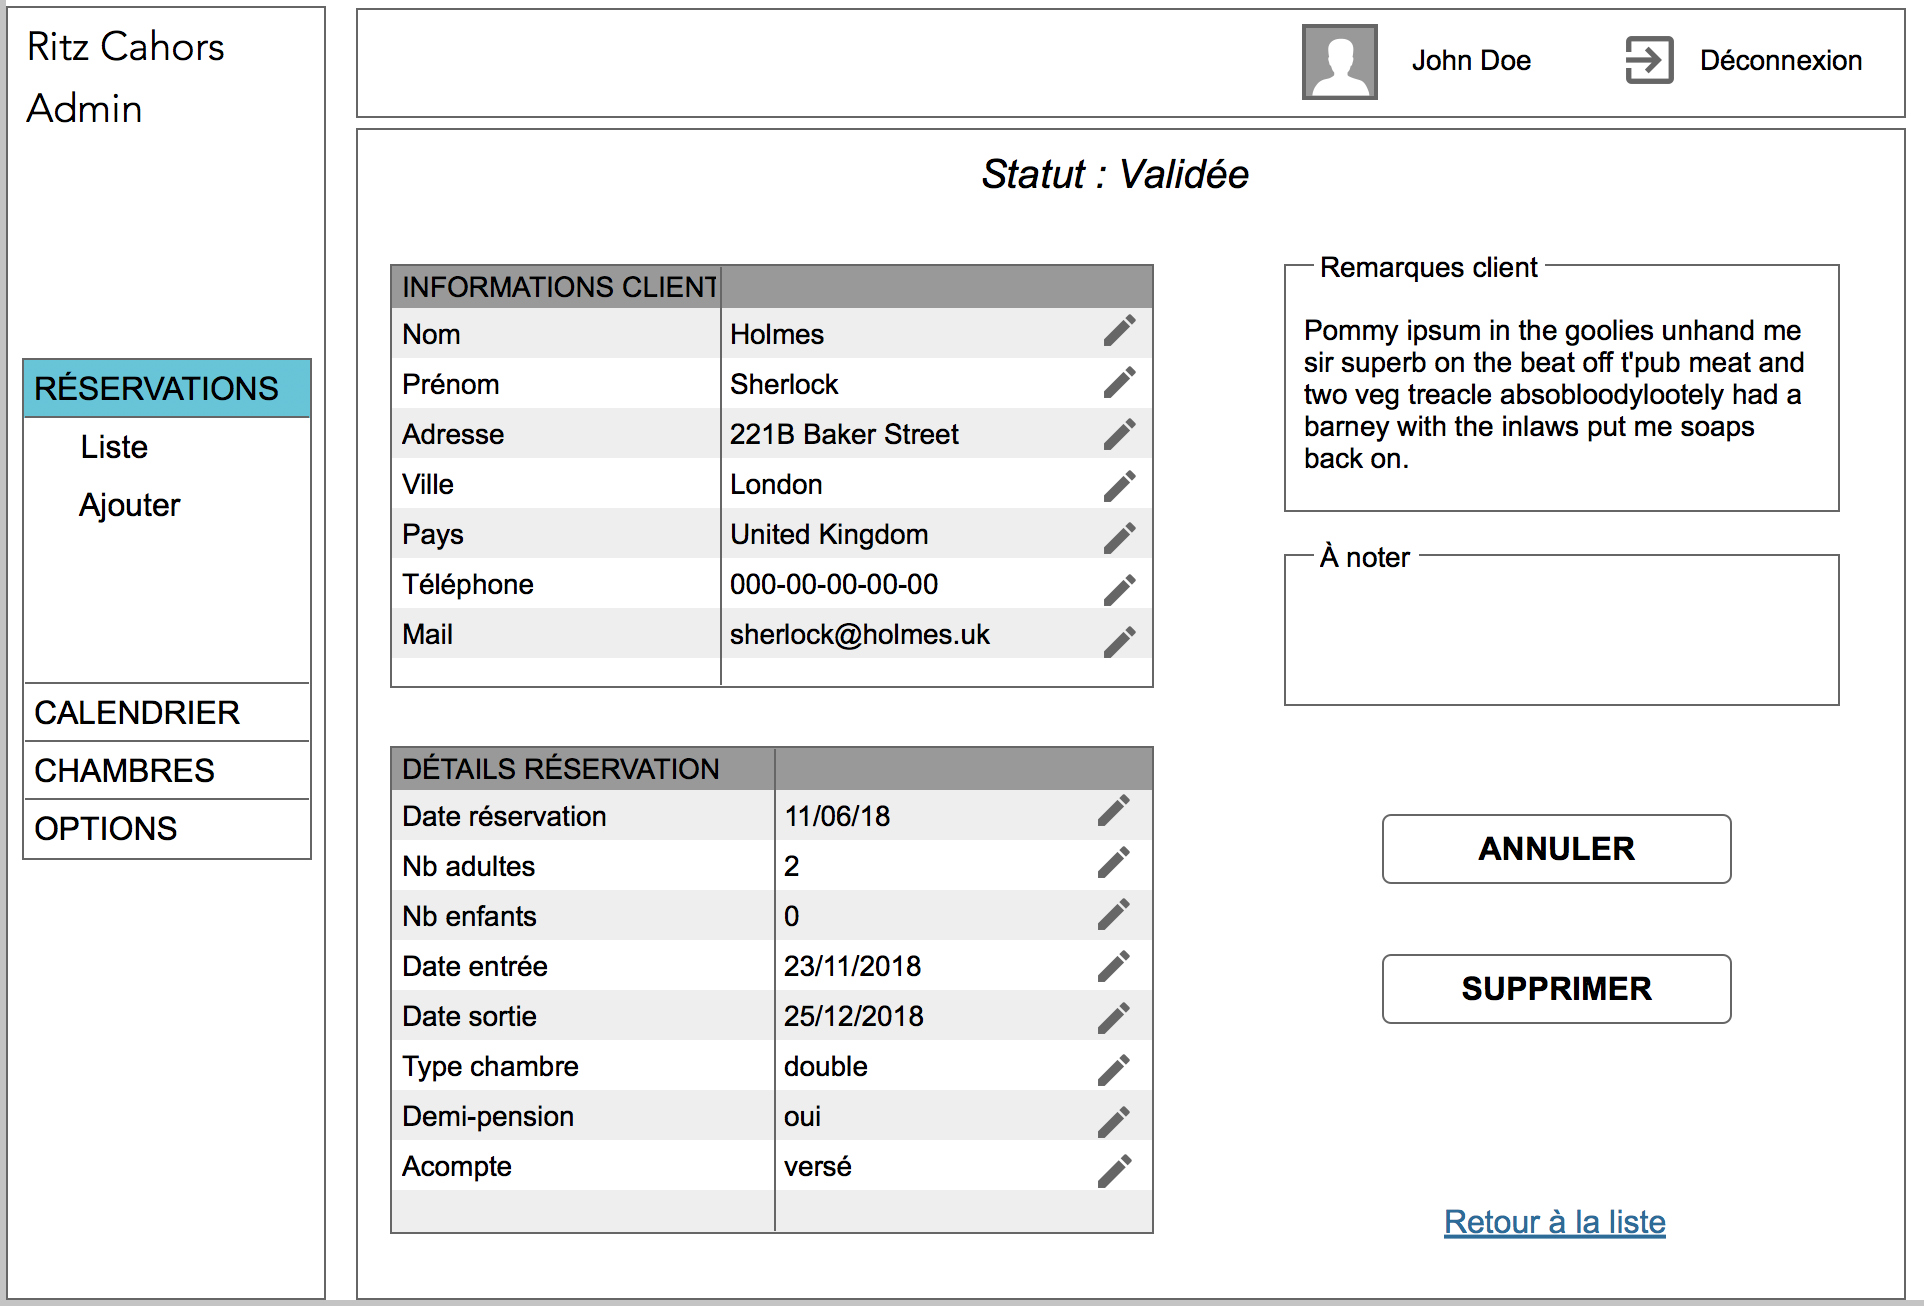 Ritz Cahors
Admin
John Doe
Déconnexion
RÉSERVATIONS
Liste
Ajouter
CALENDRIER
CHAMBRES
OPTIONS
Statut : Validée
INFORMATIONS CLIENT
Nom Holmes
Prénom Sherlock
Adresse 221B Baker Street
Ville London
Pays United Kingdom
Téléphone 000-00-00-00-00
Mail sherlock@holmes.uk
DÉTAILS RÉSERVATION
Date réservation 11/06/18
Nb adultes 2
Nb enfants 0
Date entrée 23/11/2018
Date sortie 25/12/2018
Type chambre double
Demi-pension oui
Acompte versé
Remarques client
Pommy ipsum in the goolies unhand me
sir superb on the beat off t'pub meat and
two veg treacle absobloodylootely had a
barney with the inlaws put me soaps
back on.
À noter
ANNULER
SUPPRIMER
Retour à la liste